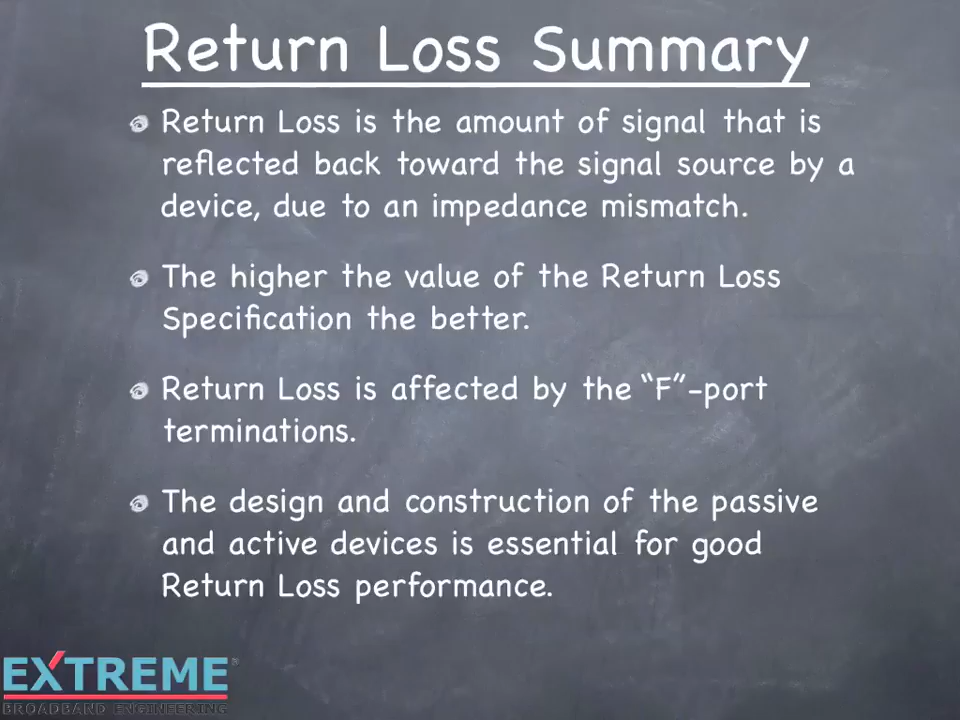 Return Loss Summary
Return Loss is the amount of signal that is
reflected back toward the signal source by a
device, due to an impedance mismatch.
The higher the value of the Return Loss
Specification the better.
Return Loss is affected by the “F”-port
terminations.
The design and construction of the passive
and active devices is essential for good
Return Loss performance.
EXTREME®
BROADBAND ENGINEERING